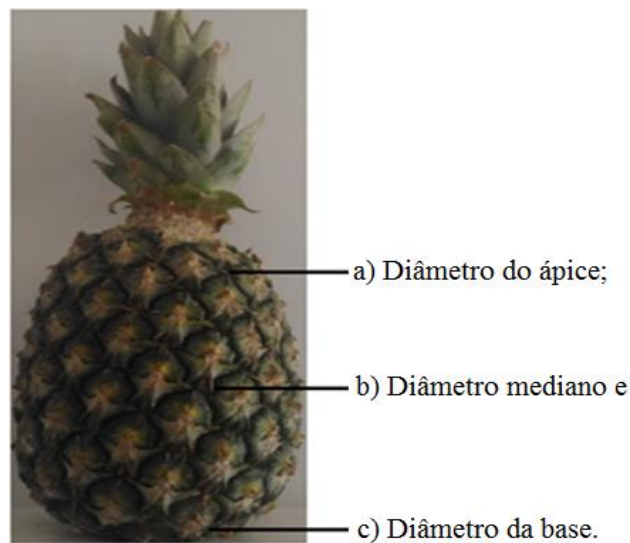 a) Diâmetro do ápice;
b) Diâmetro mediano e
c) Diâmetro da base.